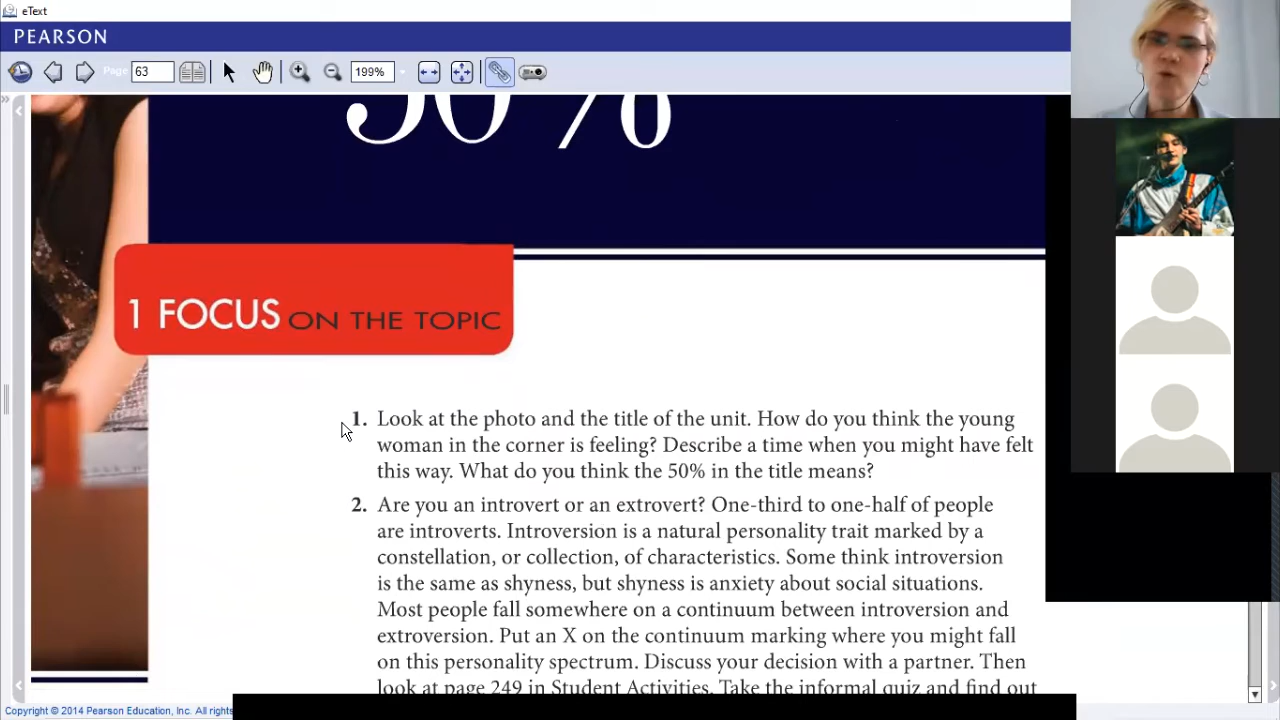 eText
PEARSON
Page 63
199%
50%
1 FOCUS ON THE TOPIC
1. Look at the photo and the title of the unit. How do you think the young
woman in the corner is feeling? Describe a time when you might have felt
this way. What do you think the 50% in the title means?
2. Are you an introvert or an extrovert? One-third to one-half of people
are introverts. Introversion is a natural personality trait marked by a
constellation, or collection, of characteristics. Some think introversion
is the same as shyness, but shyness is anxiety about social situations.
Most people fall somewhere on a continuum between introversion and
extroversion. Put an X on the continuum marking where you might fall
on this personality spectrum. Discuss your decision with a partner. Then
look at page 249 in Student Activities. Take the informal quiz and find out
Copyright © 2014 Pearson Education, Inc. All rights